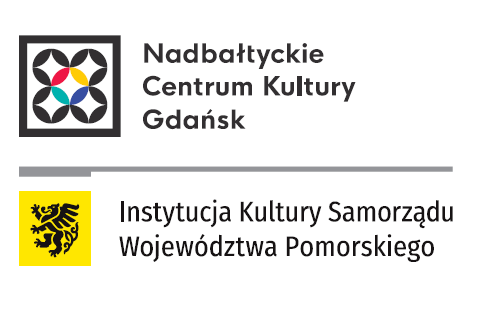 Nadbałtyckie
Centrum Kultury
Gdańsk
Instytucja Kultury Samorządu
Województwa Pomorskiego